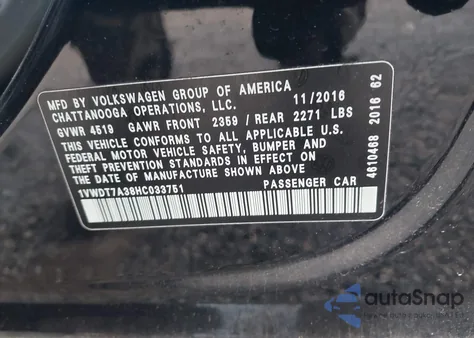 MFD BY VOLKSWAGEN GROUP OF AMERICA
CHATTANOOGA OPERATIONS, LLC. 11/2016
GVWR 4519 GAWR FRONT 2359 / REAR 2271 LBS
THIS VEHICLE CONFORMS TO ALL APPLICABLE U.S.
FEDERAL MOTOR VEHICLE SAFETY, BUMPER AND
THEFT PREVENTION STANDARDS IN EFFECT ON
THE DATE OF MANUFACTURE SHOWN ABOVE
1VWDT7A38HC033751 PASSENGER CAR
4610468 2016 62
autoSnap